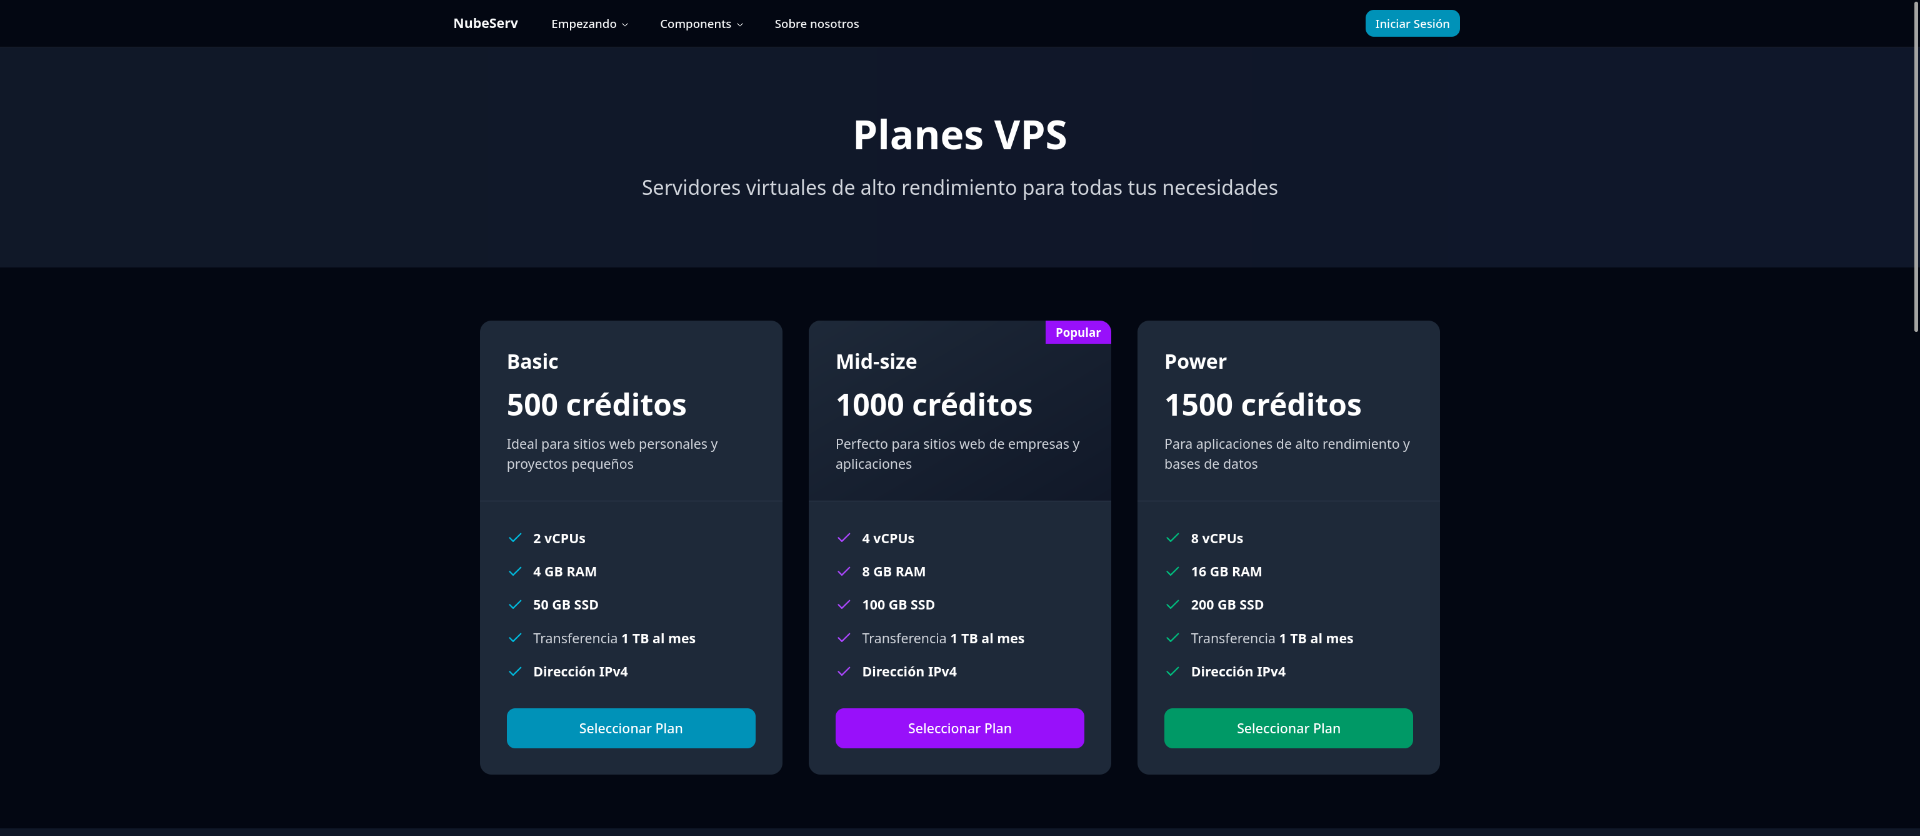 NubeServ
Empezando
Components
Sobre nosotros
Iniciar Sesión
Planes VPS
Servidores virtuales de alto rendimiento para todas tus necesidades
Basic
500 créditos
Ideal para sitios web personales y
proyectos pequeños
2 vCPUs
4 GB RAM
50 GB SSD
Transferencia 1 TB al mes
Dirección IPv4
Seleccionar Plan
Popular
Mid-size
1000 créditos
Perfecto para sitios web de empresas y
aplicaciones
4 vCPUs
8 GB RAM
100 GB SSD
Transferencia 1 TB al mes
Dirección IPv4
Seleccionar Plan
Power
1500 créditos
Para aplicaciones de alto rendimiento y
bases de datos
8 vCPUs
16 GB RAM
200 GB SSD
Transferencia 1 TB al mes
Dirección IPv4
Seleccionar Plan